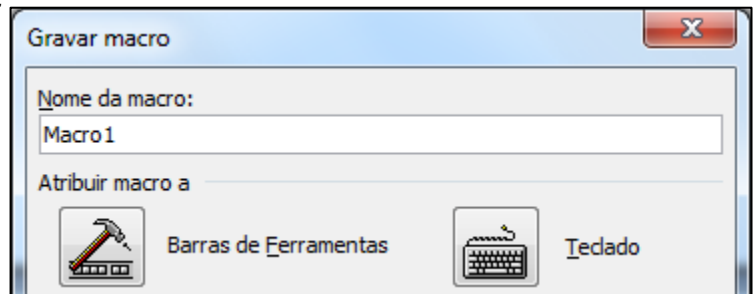 Gravar macro
Nome da macro:
Macro1
Atribuir macro a
Barras de Ferramentas
Teclado